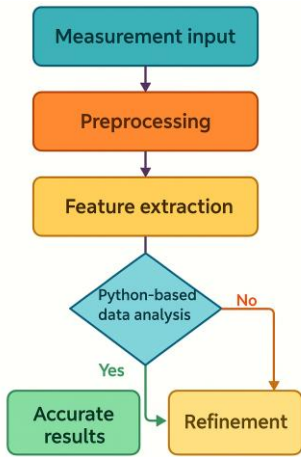 Measurement input
Preprocessing
Feature extraction
Python-based
data analysis
No
Yes
Accurate
results
Refinement